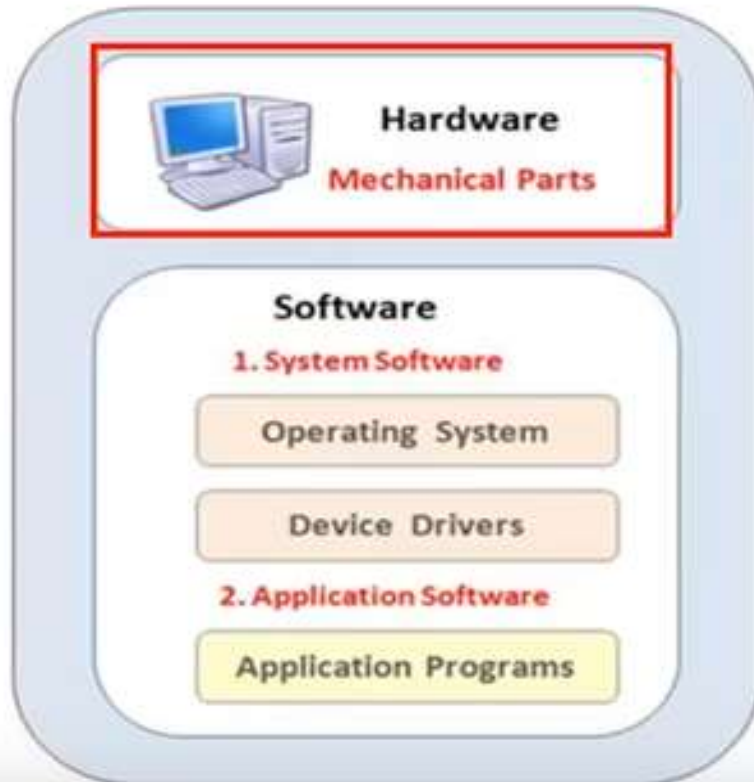 Hardware
Mechanical Parts
Software
1. System Software
Operating System
Device Drivers
2. Application Software
Application Programs